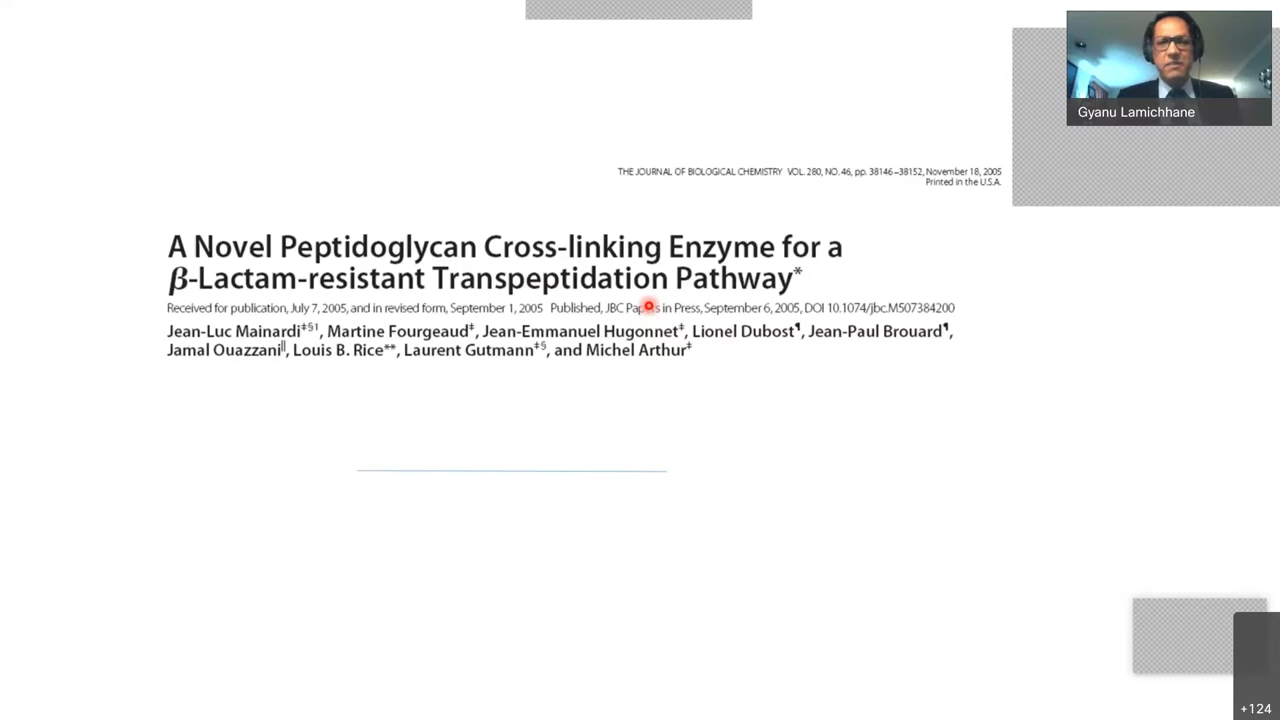 Gyanu Lamichhane
THE JOURNAL OF BIOLOGICAL CHEMISTRY VOL. 280, NO. 46, pp. 38146–38152, November 18, 2005
Printed in the U.S.A.
A Novel Peptidoglycan Cross-linking Enzyme for a
β-Lactam-resistant Transpeptidation Pathway*
Received for publication, July 7, 2005, and in revised form, September 1, 2005 Published, JBC Papers in Press, September 6, 2005, DOI 10.1074/jbc.M507384200
Jean-Luc Mainardi‡§1, Martine Fourgeaud‡, Jean-Emmanuel Hugonnet‡, Lionel Dubost¶, Jean-Paul Brouard¶,
Jamal Ouazzani‖, Louis B. Rice**, Laurent Gutmann‡§, and Michel Arthur‡
+124